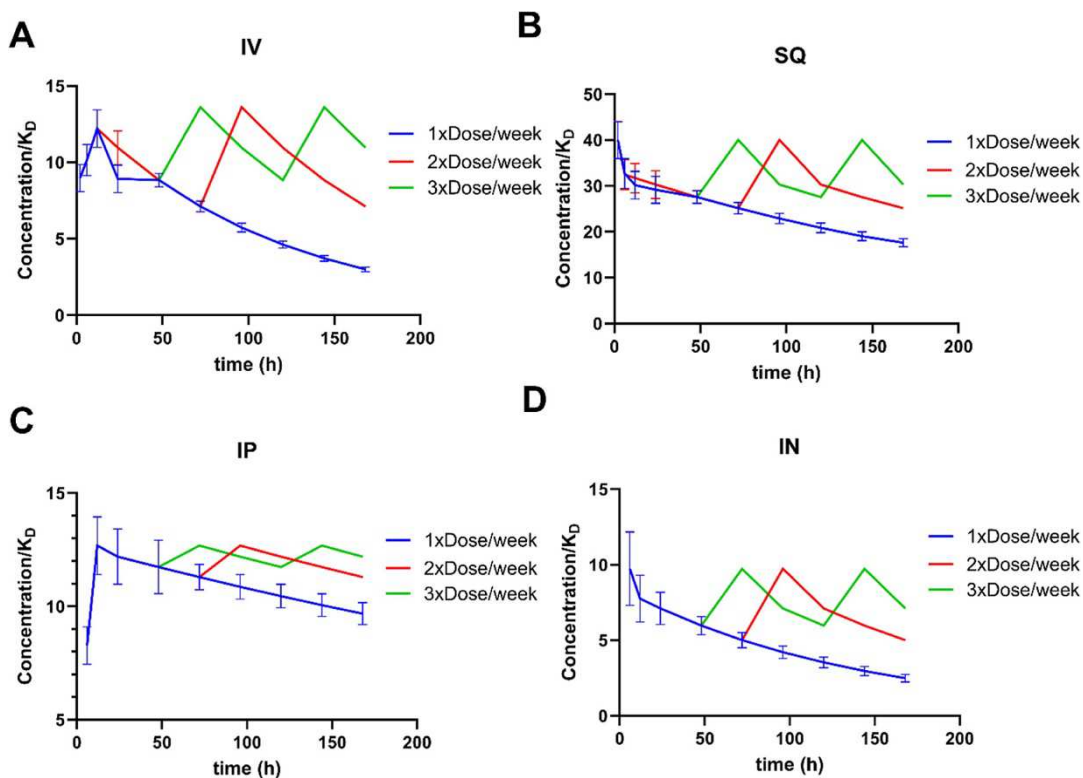 A
IV
Concentration/K_D
15
10
5
0
0 50 100 150 200
time (h)
1xDose/week
2xDose/week
3xDose/week
B
SQ
Concentration/K_D
50
40
30
20
10
0
0 50 100 150 200
time (h)
1xDose/week
2xDose/week
3xDose/week
C
IP
Concentration/K_D
15
10
5
0 50 100 150 200
time (h)
1xDose/week
2xDose/week
3xDose/week
D
IN
Concentration/K_D
15
10
5
0
0 50 100 150 200
time (h)
1xDose/week
2xDose/week
3xDose/week